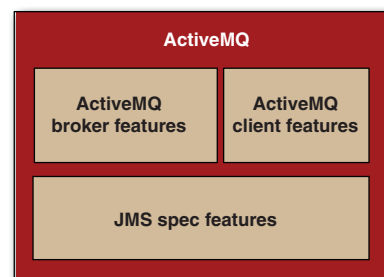 ActiveMQ
ActiveMQ
broker features
ActiveMQ
client features
JMS spec features